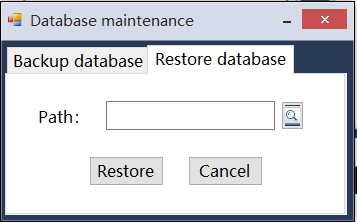 Database maintenance
Backup database Restore database
Path:
Restore Cancel